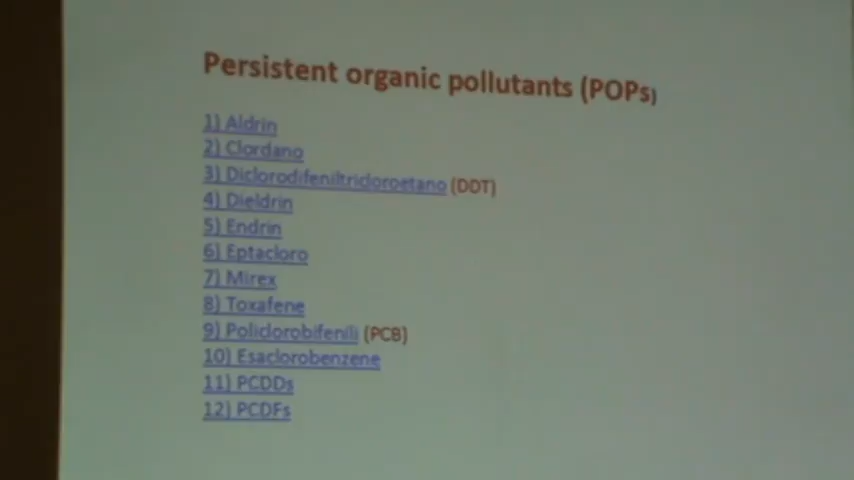 Persistent organic pollutants (POPs)
1) Aldrin
2) Clordano
3) Diclorodifeniltricloroetano (DDT)
4) Dieldrin
5) Endrin
6) Eptacloro
7) Mirex
8) Toxafene
9) Policlorobifenili (PCB)
10) Esaclorobenzene
11) PCDDs
12) PCDFs